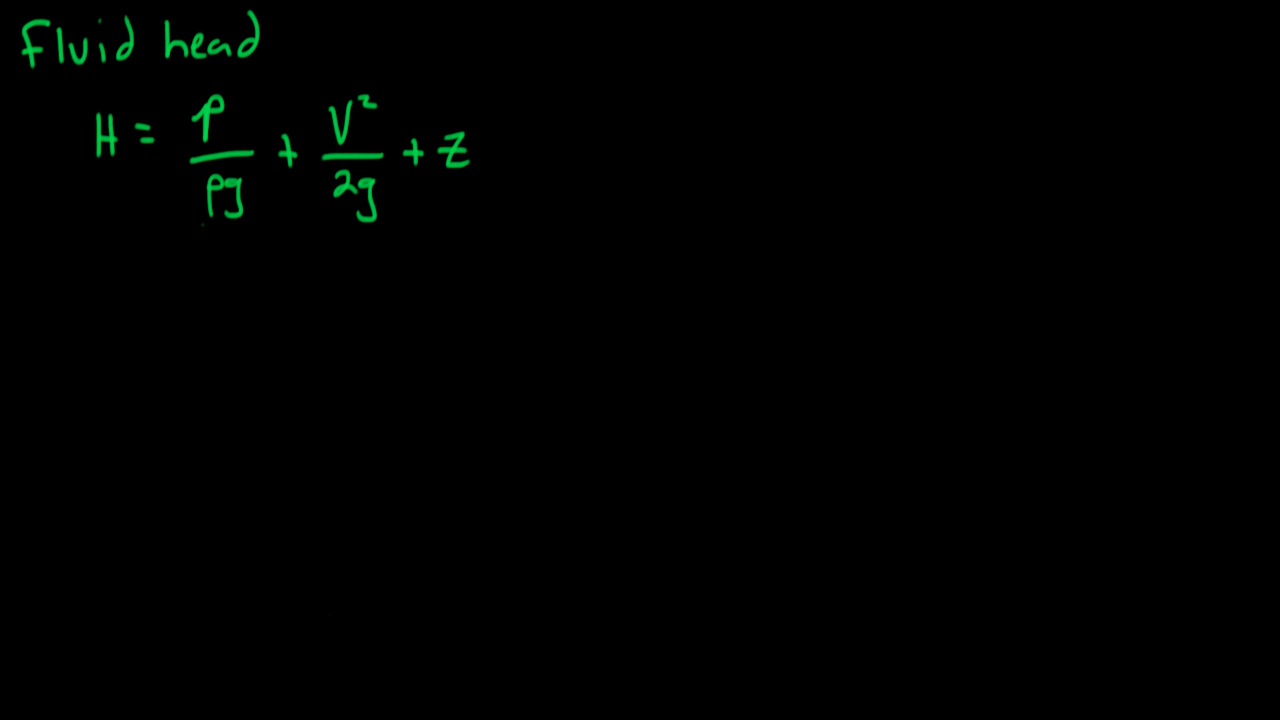 Fluid head
H = p/ρg + V²/2g + z